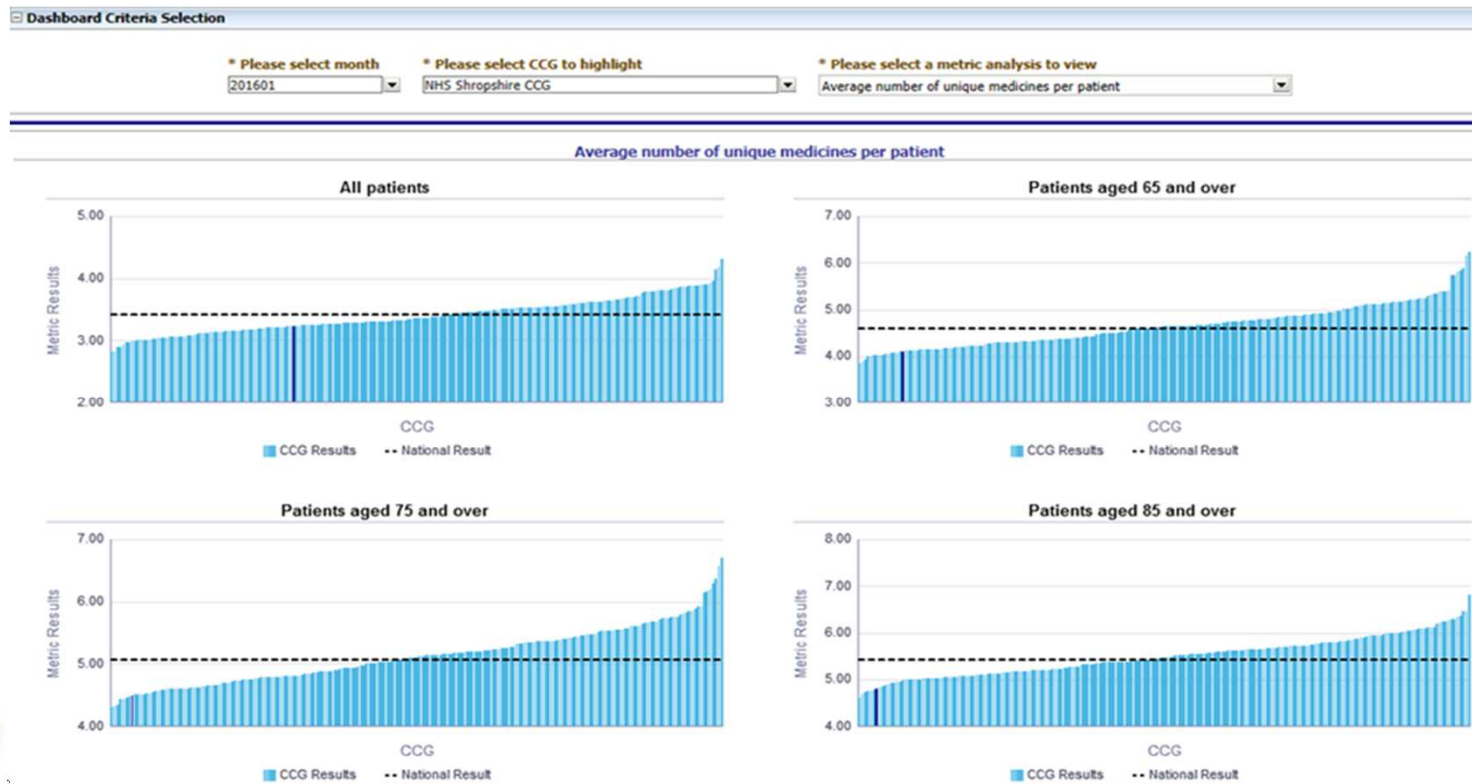 Dashboard Criteria Selection
* Please select month * Please select CCG to highlight * Please select a metric analysis to view
201601 NHS Shropshire CCG Average number of unique medicines per patient
Average number of unique medicines per patient
All patients
5.00
4.00
3.00
2.00
Metric Results
CCG
CCG Results National Result
Patients aged 65 and over
7.00
6.00
5.00
4.00
3.00
Metric Results
CCG
CCG Results National Result
Patients aged 75 and over
7.00
6.00
5.00
4.00
Metric Results
CCG
CCG Results National Result
Patients aged 85 and over
8.00
7.00
6.00
5.00
4.00
Metric Results
CCG
CCG Results National Result